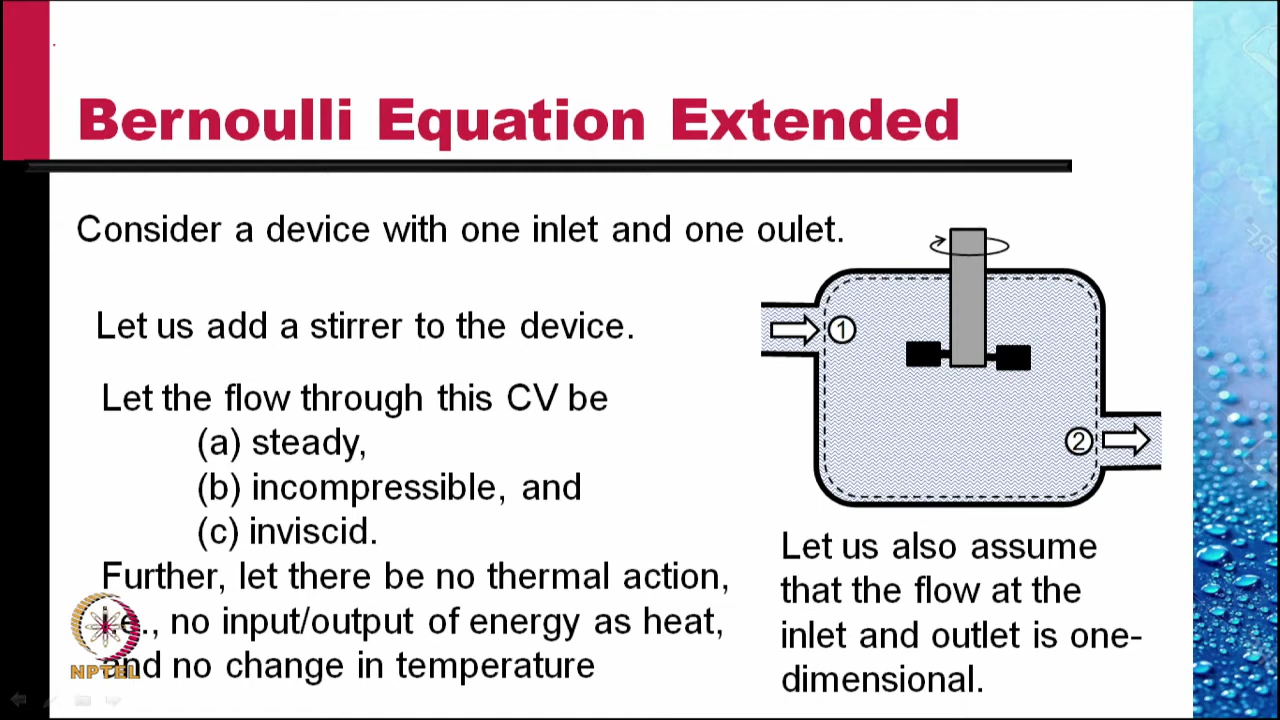 Bernoulli Equation Extended
Consider a device with one inlet and one oulet.
Let us add a stirrer to the device.
Let the flow through this CV be
(a) steady,
(b) incompressible, and
(c) inviscid.
Further, let there be no thermal action,
i.e., no input/output of energy as heat,
and no change in temperature
1
2
Let us also assume
that the flow at the
inlet and outlet is one-
dimensional.
NPTEL